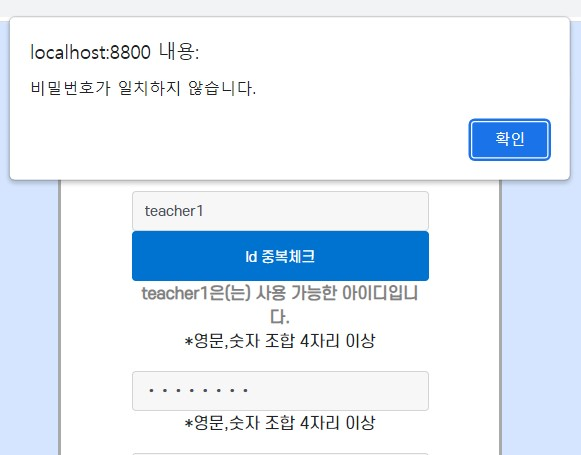 localhost:8800 내용:
비밀번호가 일치하지 않습니다.
확인
teacher1
Id 중복체크
teacher1은(는) 사용 가능한 아이디입니
다.
*영문,숫자 조합 4자리 이상
••••••••
*영문,숫자 조합 4자리 이상